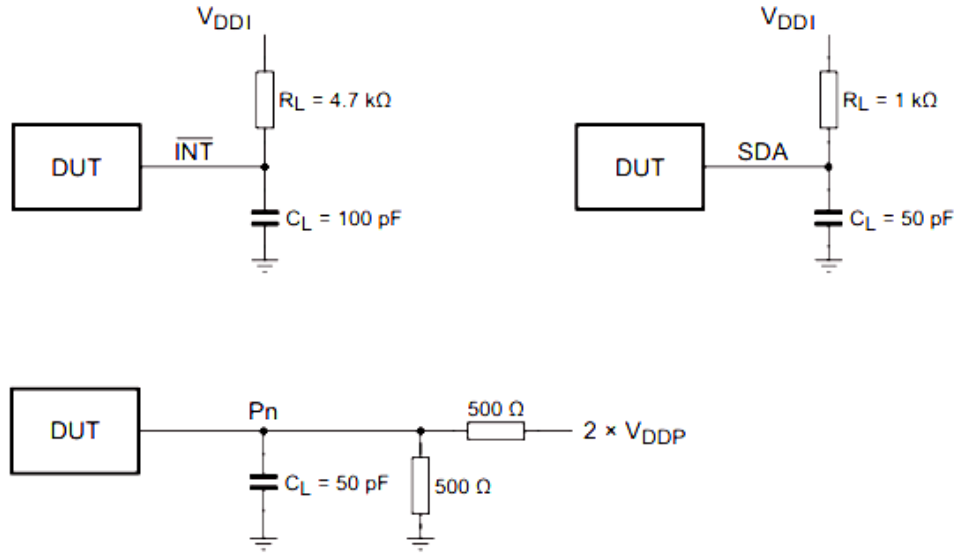 VDDI
RL = 4.7 kΩ
DUT
INT
CL = 100 pF
VDDI
RL = 1 kΩ
DUT
SDA
CL = 50 pF
DUT
Pn
500 Ω
2 × VDDP
CL = 50 pF
500 Ω